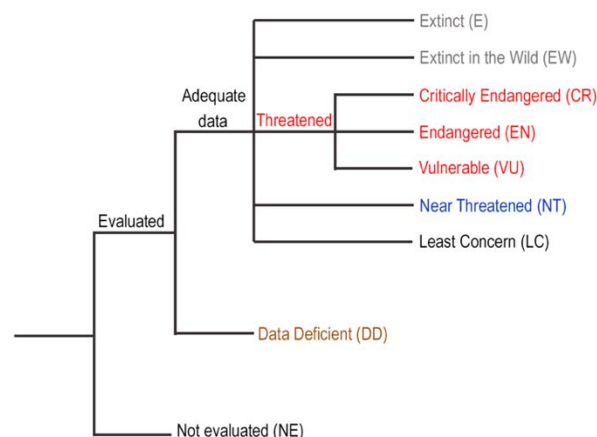 Extinct (E)
Extinct in the Wild (EW)
Adequate
data
Threatened
Critically Endangered (CR)
Endangered (EN)
Vulnerable (VU)
Near Threatened (NT)
Evaluated
Least Concern (LC)
Data Deficient (DD)
Not evaluated (NE)